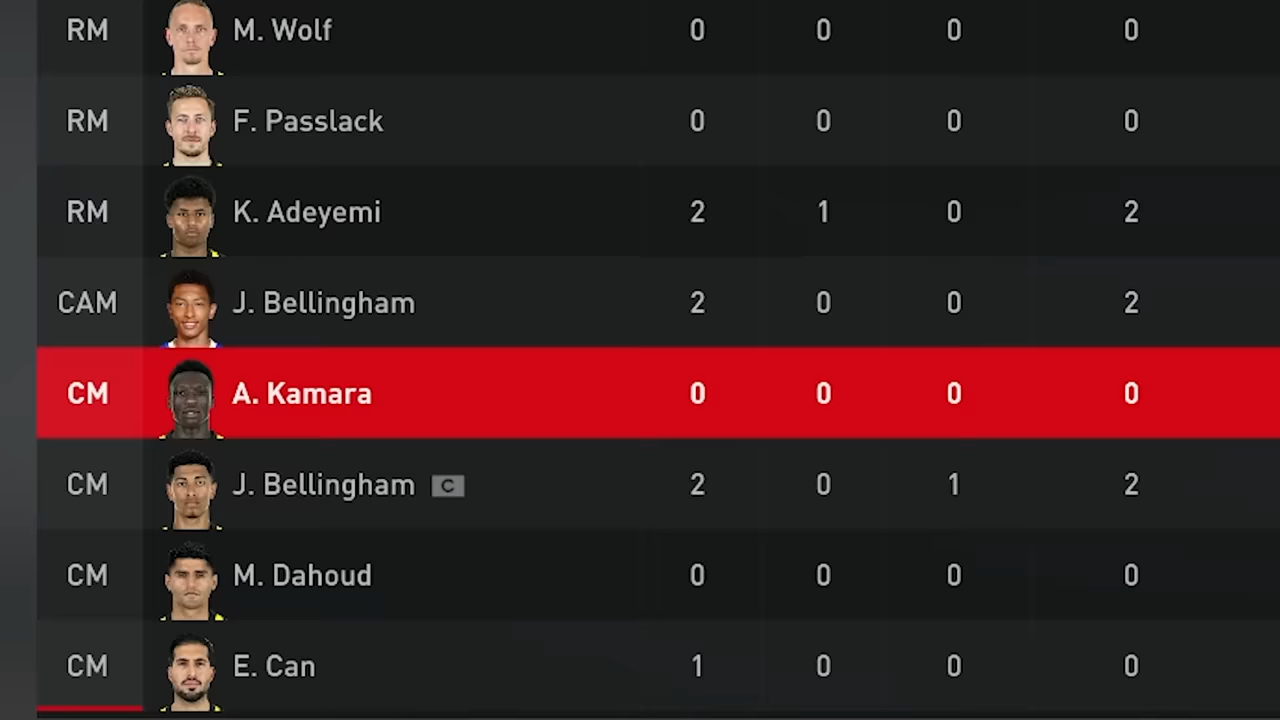 RM M. Wolf 0 0 0 0
RM F. Passlack 0 0 0 0
RM K. Adeyemi 2 1 0 2
CAM J. Bellingham 2 0 0 2
CM A. Kamara 0 0 0 0
CM J. Bellingham C 2 0 1 2
CM M. Dahoud 0 0 0 0
CM E. Can 1 0 0 0